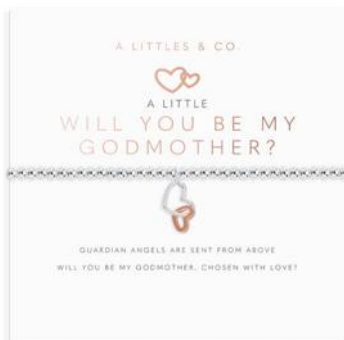 A LITTLES & CO.
A LITTLE
WILL YOU BE MY
GODMOTHER?
GUARDIAN ANGELS ARE SENT FROM ABOVE
WILL YOU BE MY GODMOTHER, CHOSEN WITH LOVE?